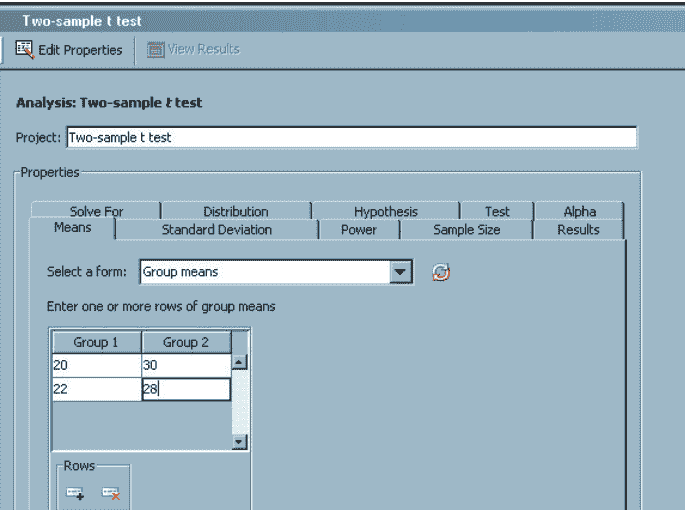 Two-sample t test
Edit Properties View Results
Analysis: Two-sample t test
Project: Two-sample t test
Properties
Solve For Distribution Hypothesis Test Alpha
Means Standard Deviation Power Sample Size Results
Select a form: Group means
Enter one or more rows of group means
Group 1 Group 2
20 30
22 28
Rows